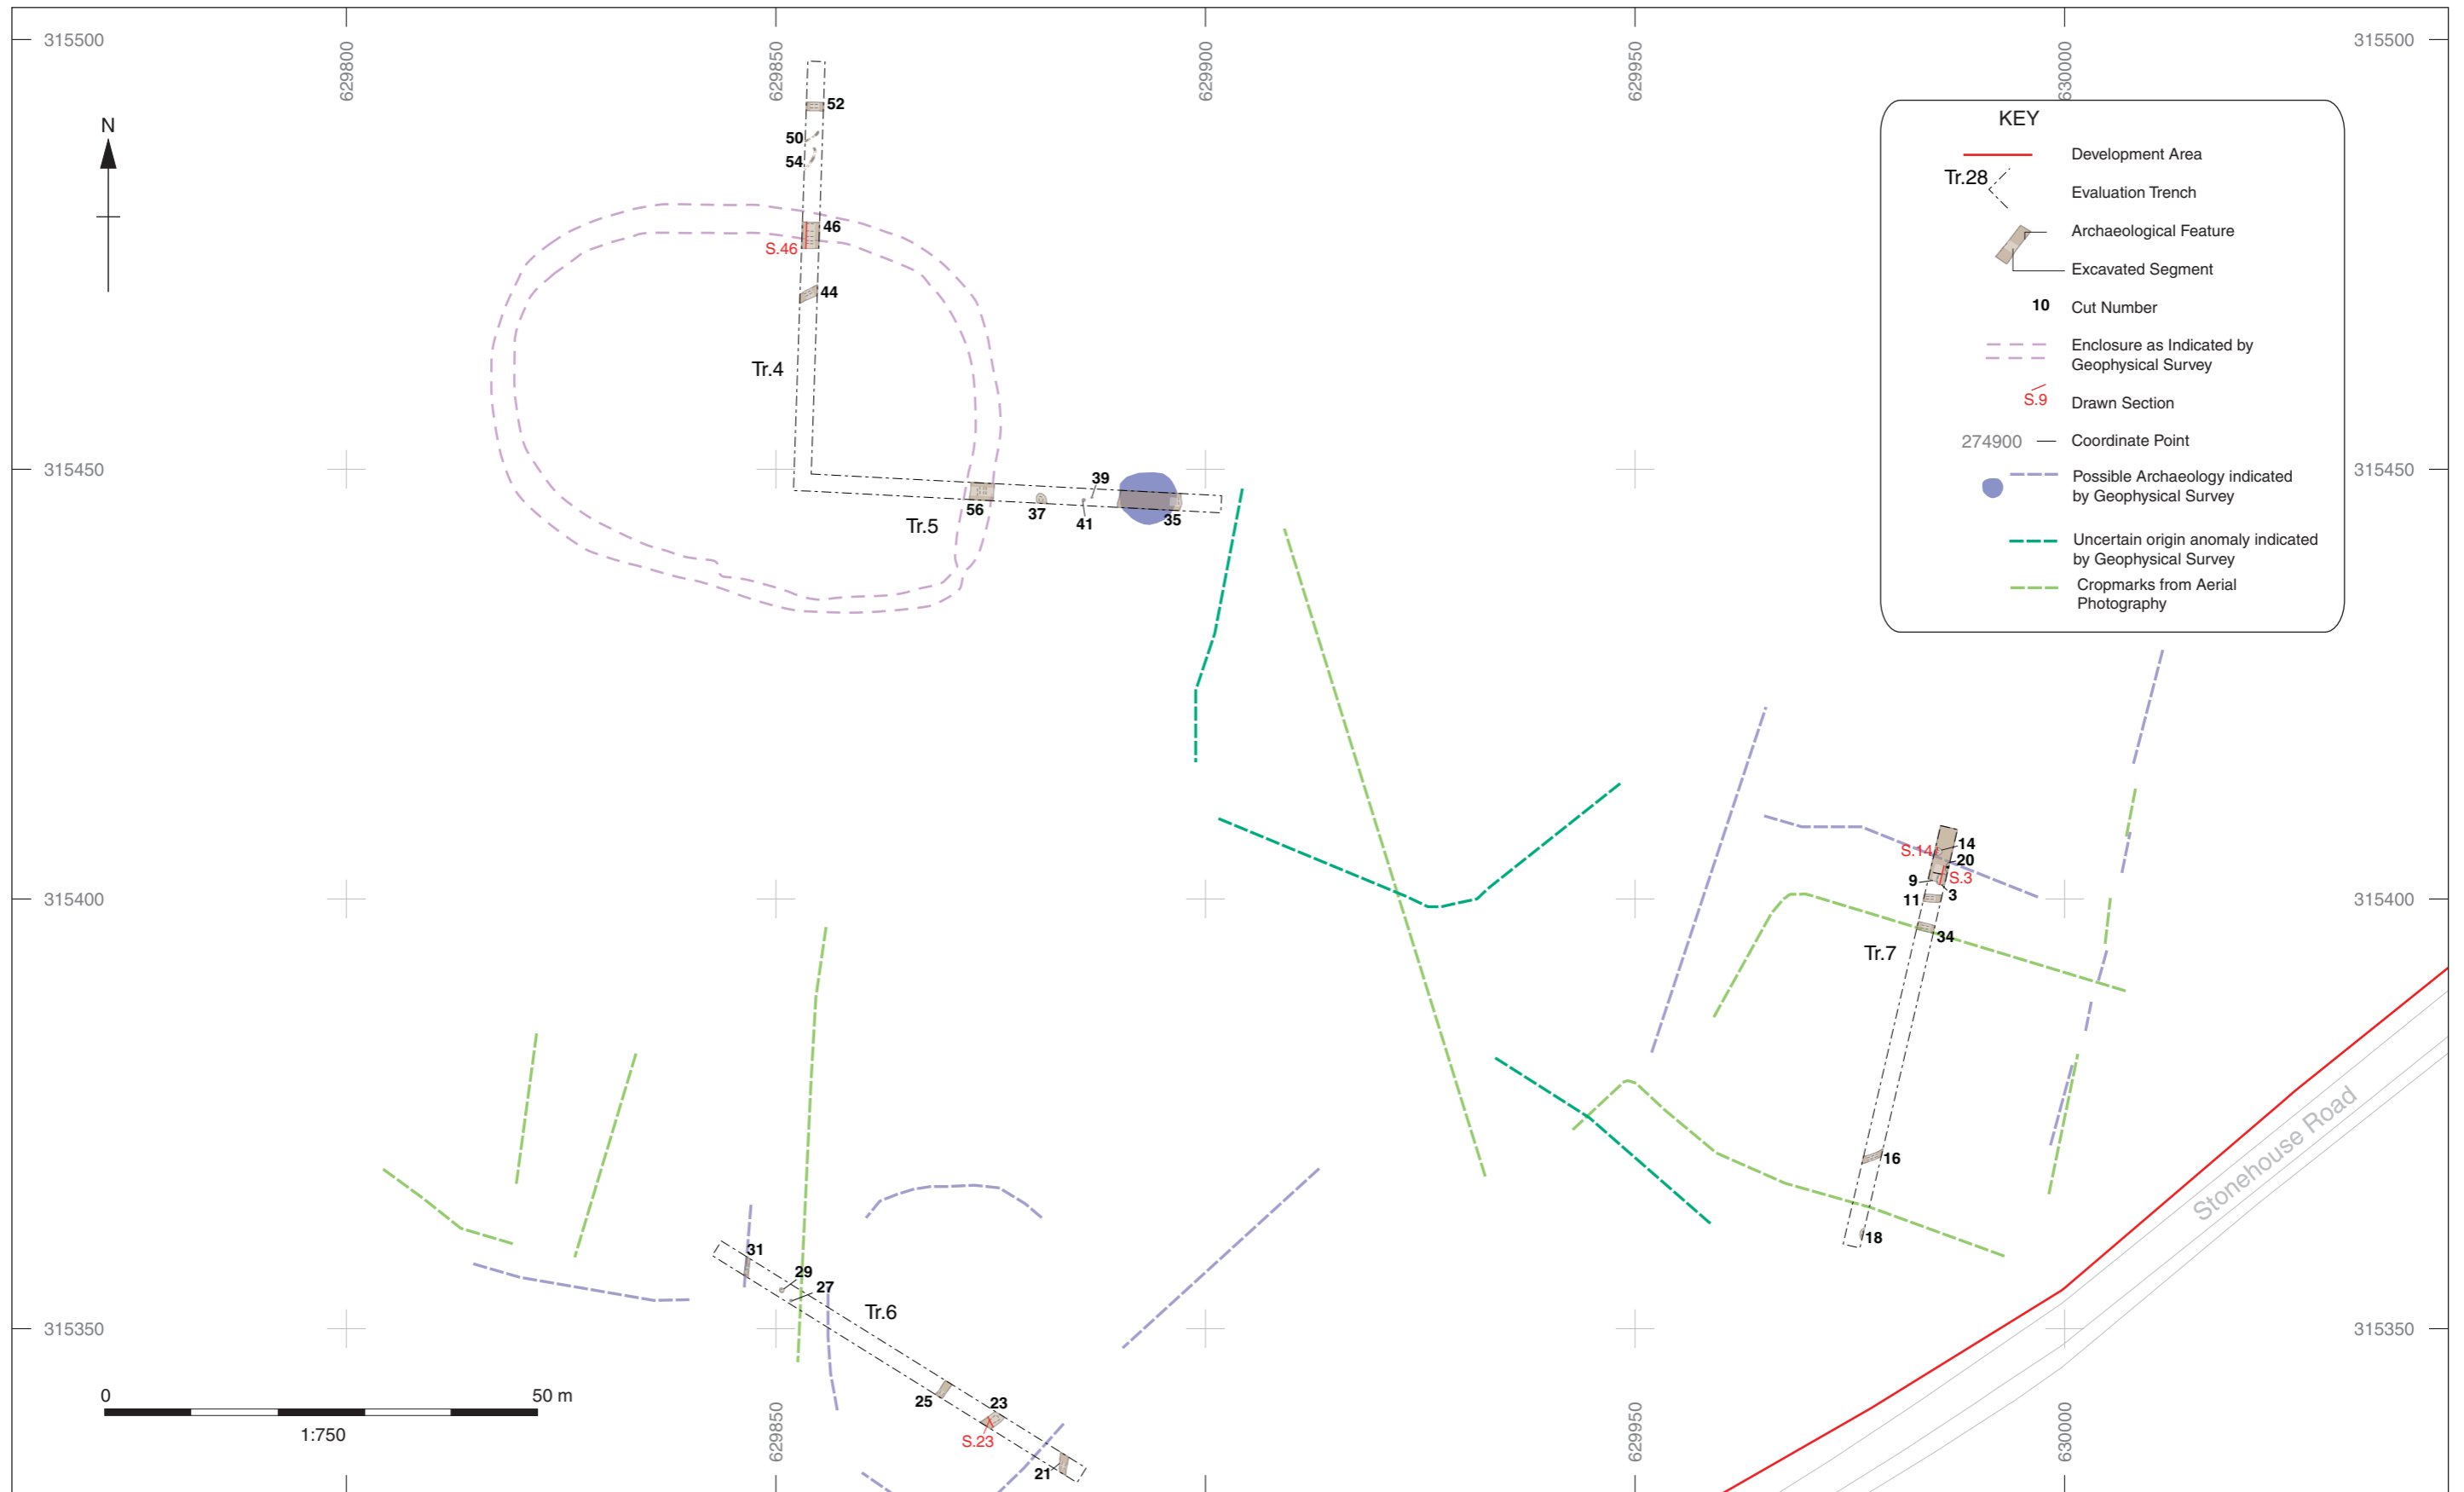 629800
629850
629900
629950
630000
315500
315500
N
52
50
54
46
S.46
44
Tr.4
315450
315450
39
56
37
41
35
Tr.5
KEY
Development Area
Tr.28
Evaluation Trench
Archaeological Feature
Excavated Segment
10 Cut Number
Enclosure as Indicated by
Geophysical Survey
S.9 Drawn Section
274900 Coordinate Point
Possible Archaeology indicated
by Geophysical Survey
Uncertain origin anomaly indicated
by Geophysical Survey
Cropmarks from Aerial
Photography
14
S.14
20
9
S.3
3
11
34
Tr.7
315400
315400
16
18
Stonehouse Road
31
29
27
Tr.6
25
23
S.23
21
315350
315350
0 50 m
1:750
629850
629950
630000